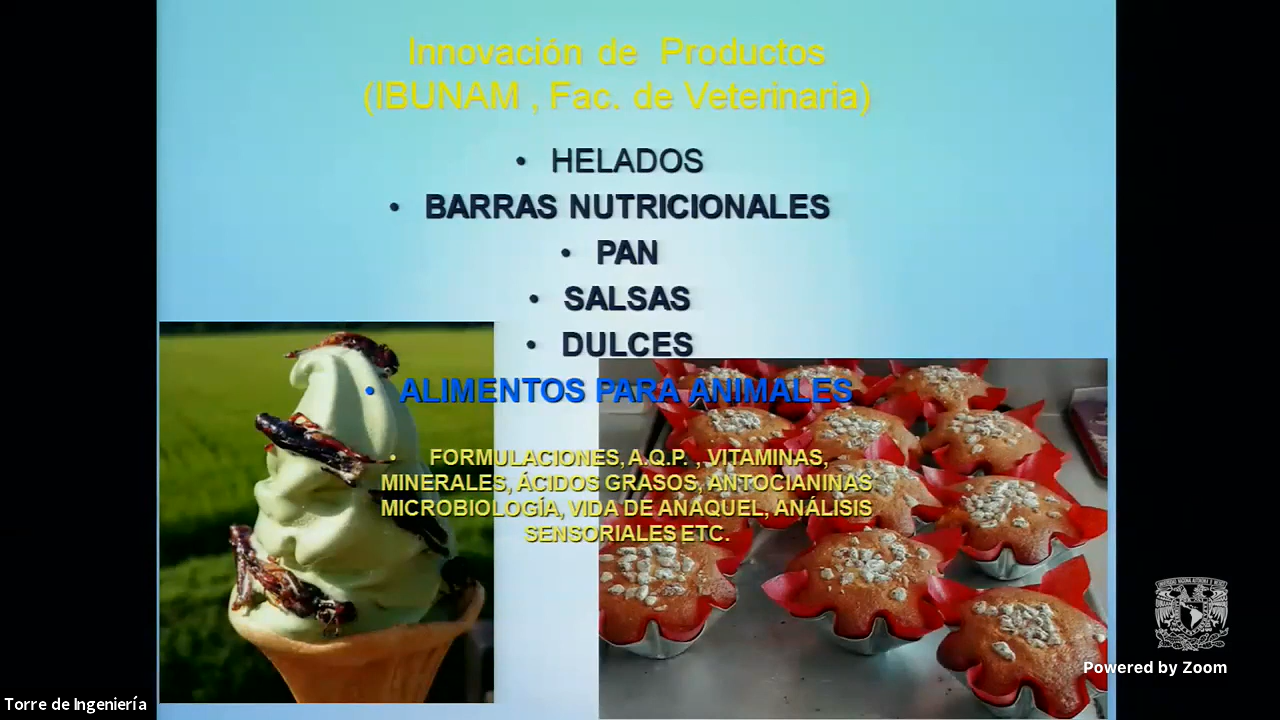 Innovación de Productos
(IBUNAM , Fac. de Veterinaria)
• HELADOS
• BARRAS NUTRICIONALES
• PAN
• SALSAS
• DULCES
• ALIMENTOS PARA ANIMALES
• FORMULACIONES, A.Q.P. , VITAMINAS,
MINERALES, ÁCIDOS GRASOS, ANTOCIANINAS
MICROBIOLOGÍA, VIDA DE ANAQUEL, ANÁLISIS
SENSORIALES ETC.
Powered by Zoom
Torre de Ingeniería